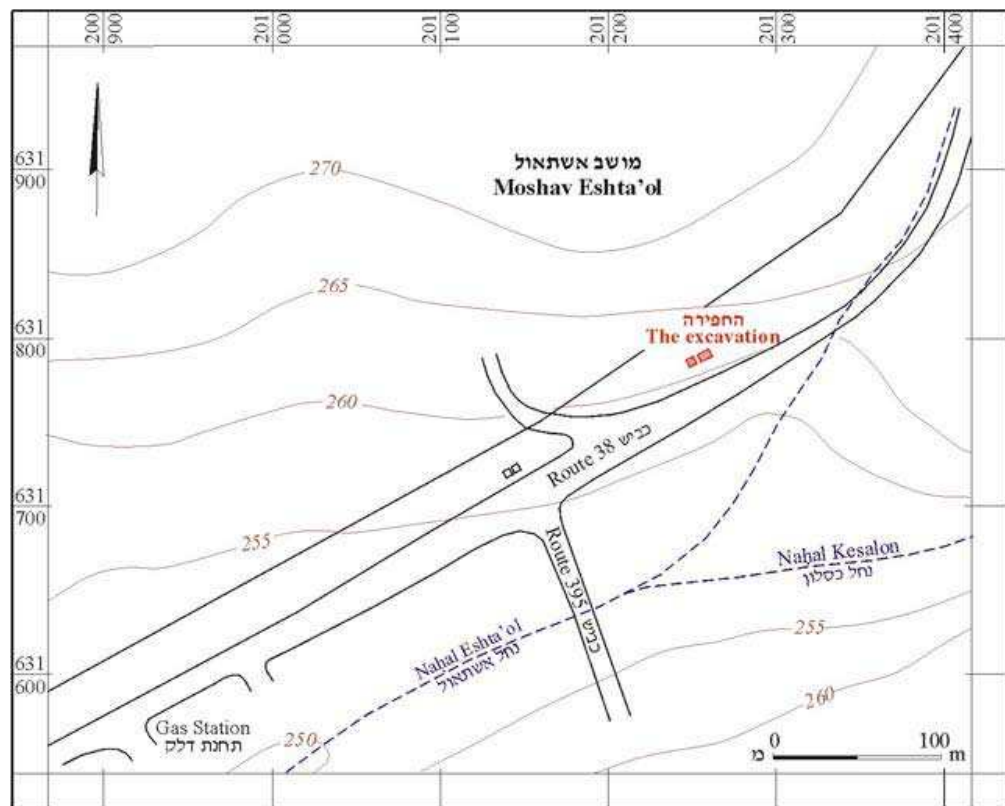 200
900
201
000
201
100
201
200
201
300
201
400
631
900
270
מושב אשתאול
Moshav Eshta'ol
265
החפירה
The excavation
631
800
260
Route 38 כביש
631
700
255
Route 395 כביש
Nahal Kesalon
נחל כסלון
Nahal Eshta'ol
נחל אשתאול
255
631
600
260
Gas Station
תחנת דלק
250
0 100
מ m